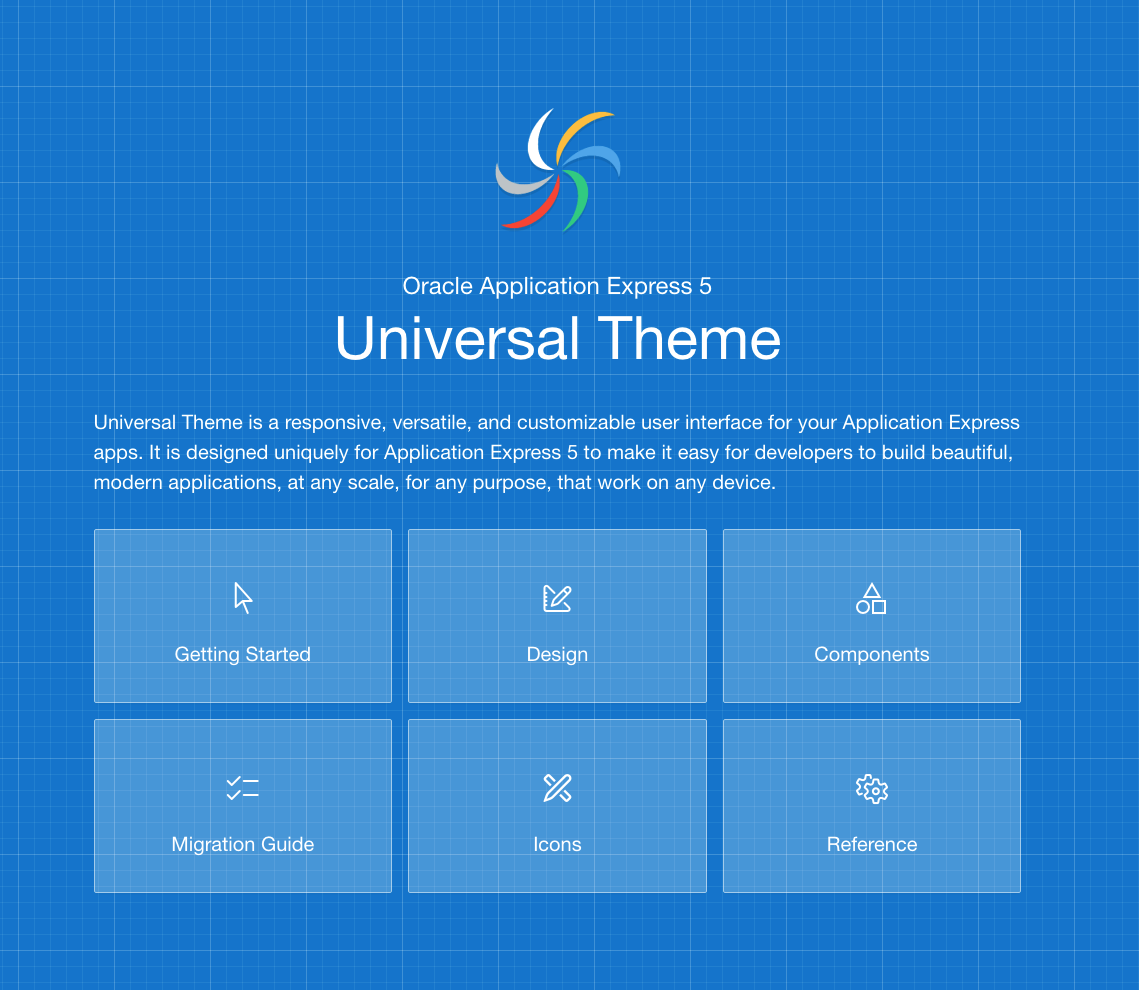 Oracle Application Express 5
Universal Theme
Universal Theme is a responsive, versatile, and customizable user interface for your Application Express
apps. It is designed uniquely for Application Express 5 to make it easy for developers to build beautiful,
modern applications, at any scale, for any purpose, that work on any device.
Getting Started
Design
Components
Migration Guide
Icons
Reference